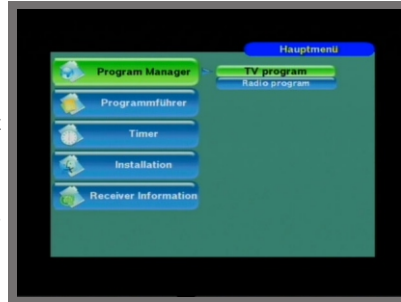 Hauptmenü
Program Manager
TV program
Radio program
Programmführer
Timer
Installation
Receiver Information